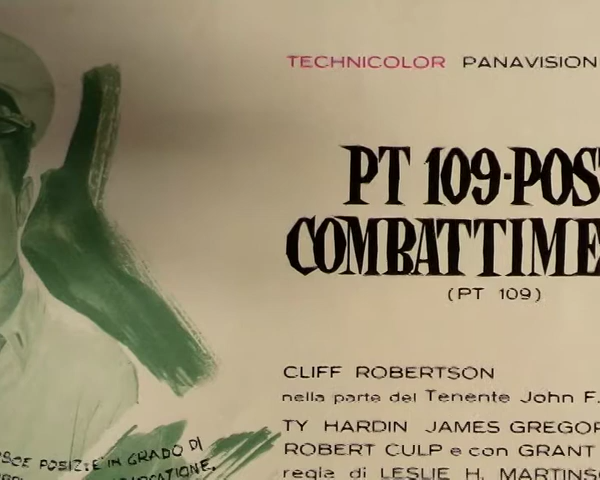 TECHNICOLOR PANAVISION
PT 109-POS
COMBATTIME
(PT 109)
CLIFF ROBERTSON
nella parte del Tenente John F.
TY HARDIN JAMES GREGOR
ROBERT CULP e con GRANT
regia di LESLIE H. MARTINS
IN GRADO DI